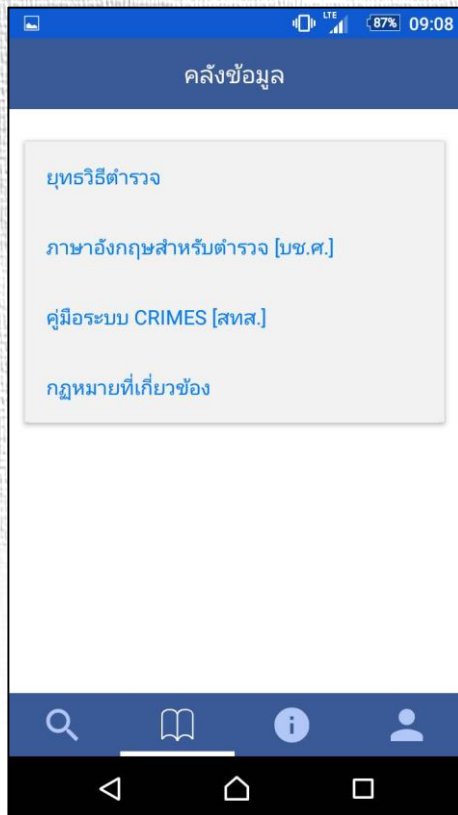 LTE 87% 09:08
คลังข้อมูล
ยุทธวิธีตำรวจ
ภาษาอังกฤษสำหรับตำรวจ [บช.ศ.]
คู่มือระบบ CRIMES [สทส.]
กฎหมายที่เกี่ยวข้อง